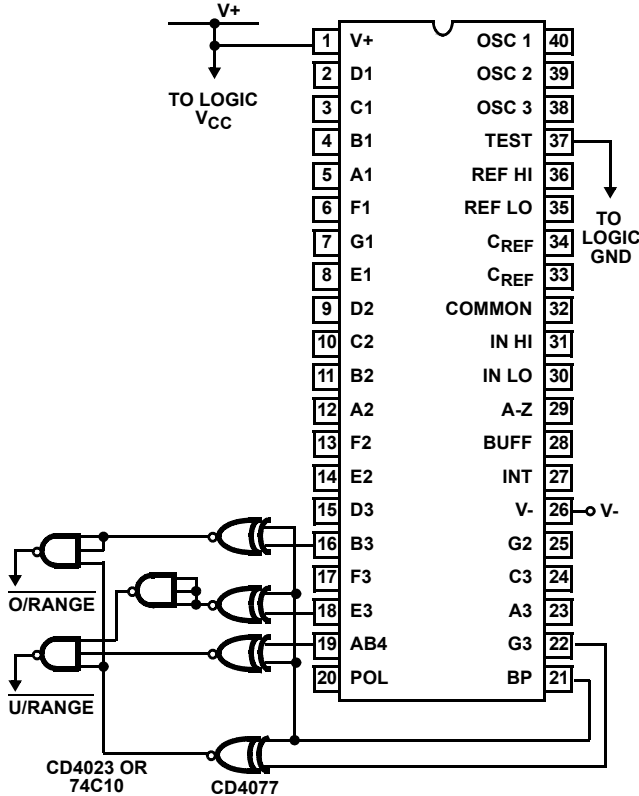 V+
TO LOGIC
VCC
1 V+ OSC 1 40
2 D1 OSC 2 39
3 C1 OSC 3 38
4 B1 TEST 37
5 A1 REF HI 36
6 F1 REF LO 35
7 G1 CREF 34
8 E1 CREF 33
9 D2 COMMON 32
10 C2 IN HI 31
11 B2 IN LO 30
12 A2 A-Z 29
13 F2 BUFF 28
14 E2 INT 27
15 D3 V- 26 V-
16 B3 G2 25
17 F3 C3 24
18 E3 A3 23
19 AB4 G3 22
20 POL BP 21
TO
LOGIC
GND
O/RANGE
U/RANGE
CD4023 OR
74C10
CD4077